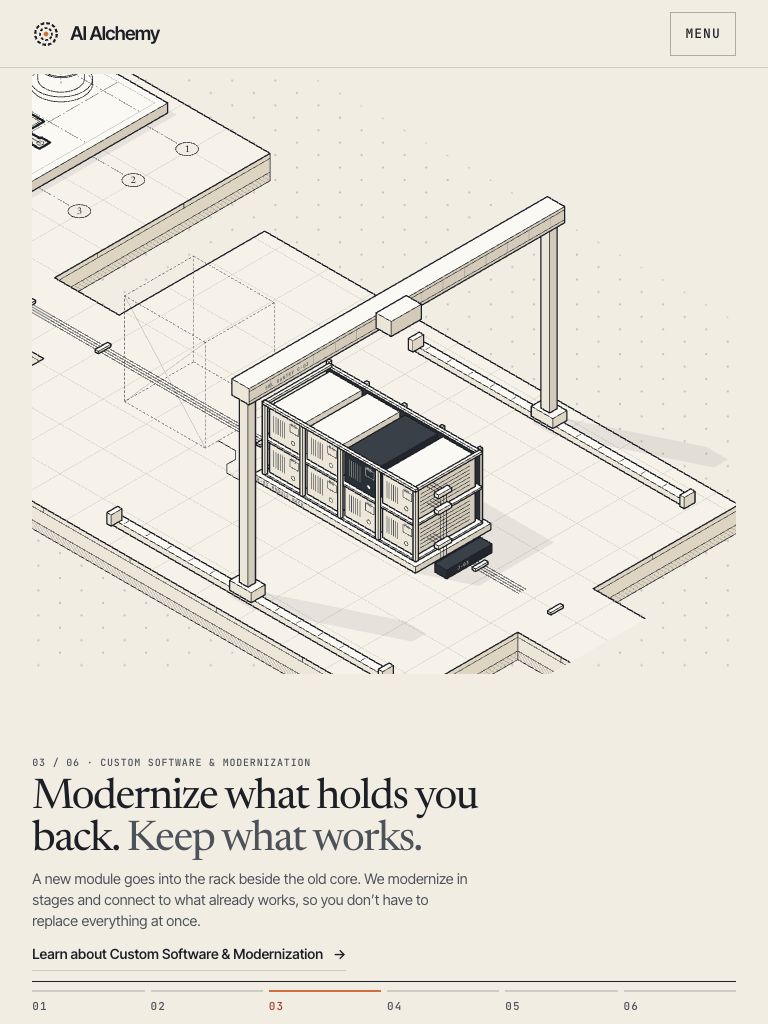 AI Alchemy
MENU
1
2
3
03 / 06 · CUSTOM SOFTWARE & MODERNIZATION
Modernize what holds you
back. Keep what works.
A new module goes into the rack beside the old core. We modernize in
stages and connect to what already works, so you don’t have to
replace everything at once.
Learn about Custom Software & Modernization →
01 02 03 04 05 06